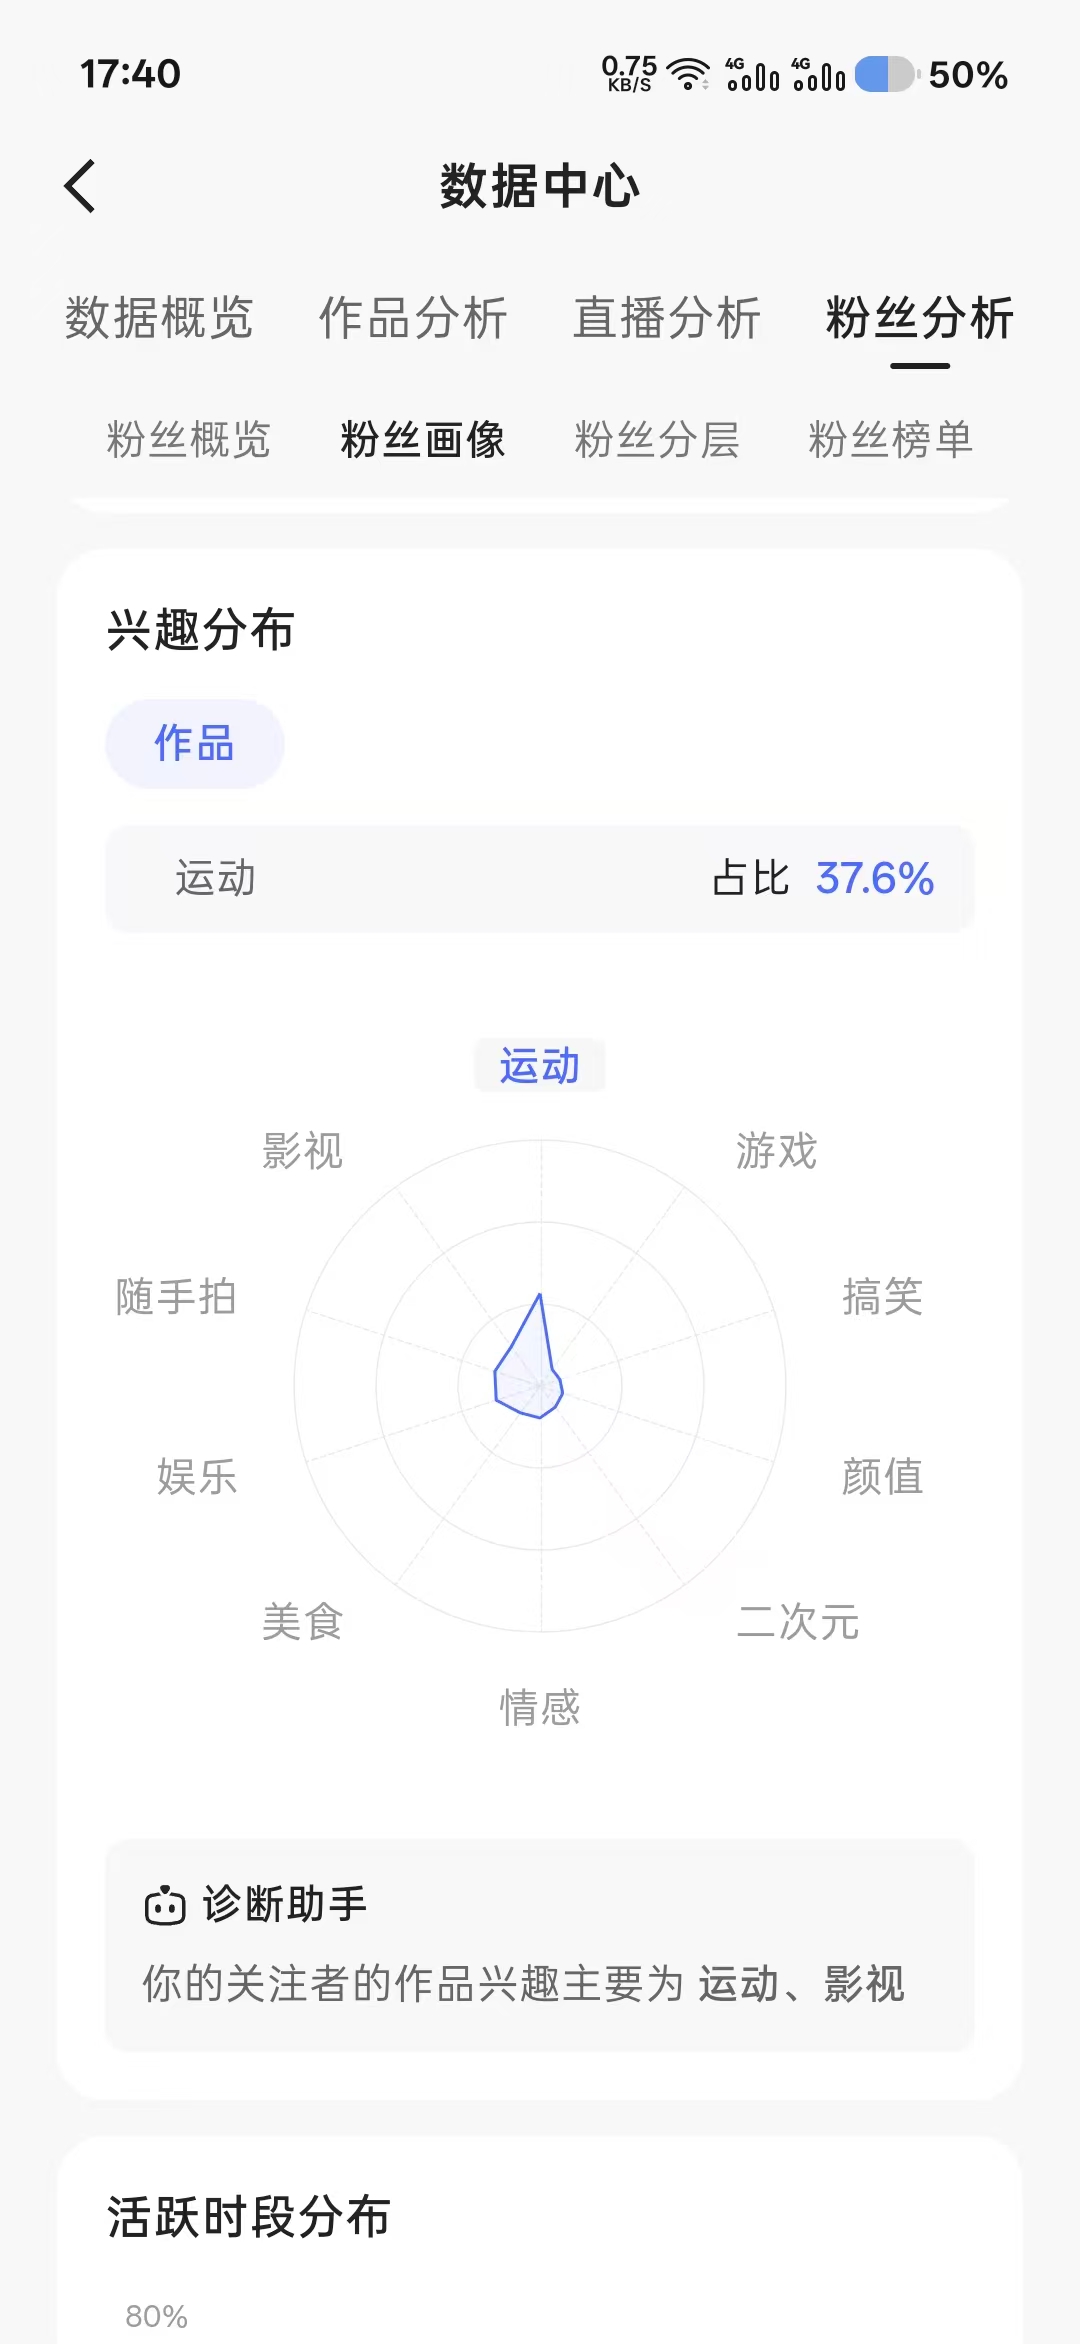 17:40 0.75 KB/S 4G 4G 50%
数据中心
数据概览 作品分析 直播分析 粉丝分析
粉丝概览 粉丝画像 粉丝分层 粉丝榜单
兴趣分布
作品
运动 占比 37.6%
运动
影视 游戏
随手拍 搞笑
娱乐 颜值
美食 二次元
情感
诊断助手
你的关注者的作品兴趣主要为 运动、影视
活跃时段分布
80%